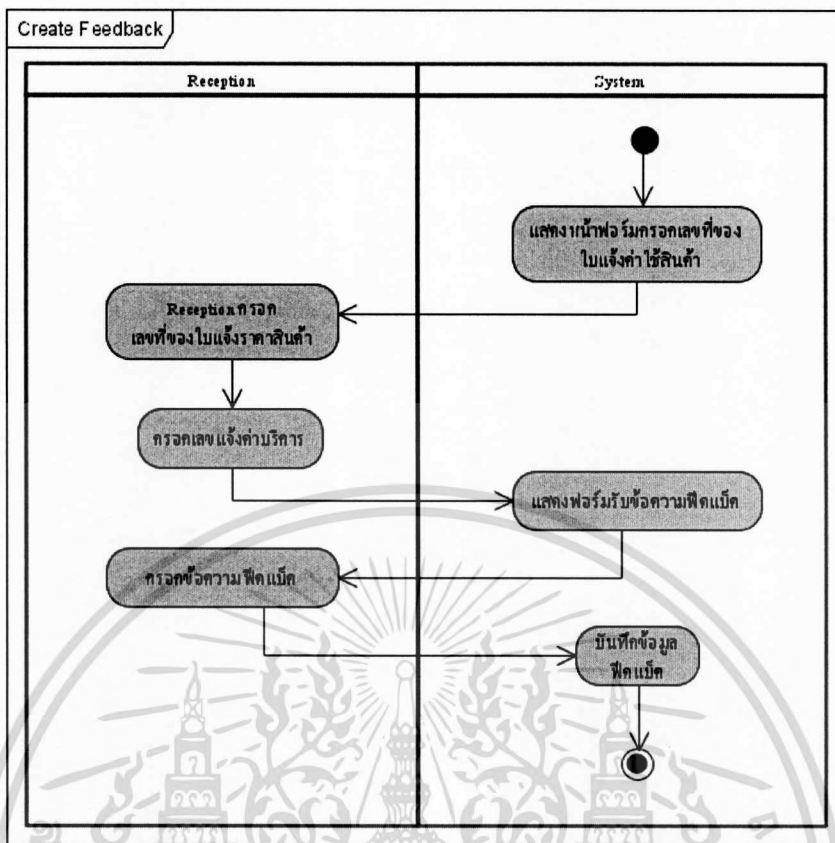 Create Feedback
Reception
System
แสดงหน้าฟอร์มกรอกเลขที่ของ
ใบแจ้งค่าใช้สินค้า
Receptionกรอก
เลขที่ของใบแจ้งราคาสินค้า
กรอกเลขแจ้งค่าบริการ
แสดงฟอร์มรับข้อความฟีดแบ็ค
กรอกข้อความฟีดแบ็ค
บันทึกข้อมูล
ฟีดแบ็ค